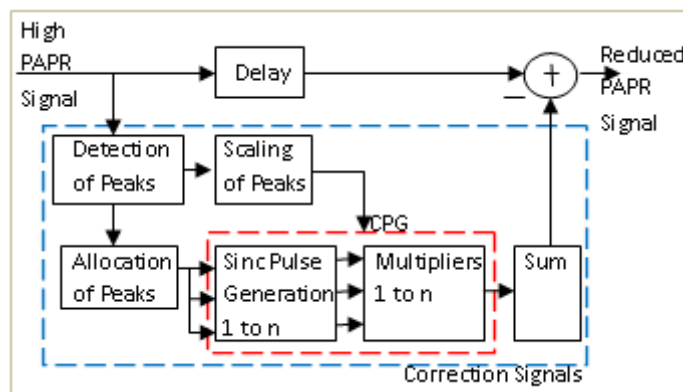 High
PAPR
Signal
Delay
+
−
Reduced
PAPR
Signal
Detection
of Peaks
Scaling
of Peaks
CPG
Allocation
of Peaks
Sinc Pulse
Generation
1 to n
Multipliers
1 to n
Sum
Correction Signals